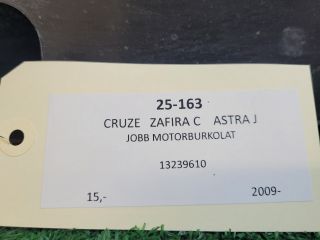 25-163
CRUZE ZAFIRA C ASTRA J
JOBB MOTORBURKOLAT
13239610
15,- 2009-